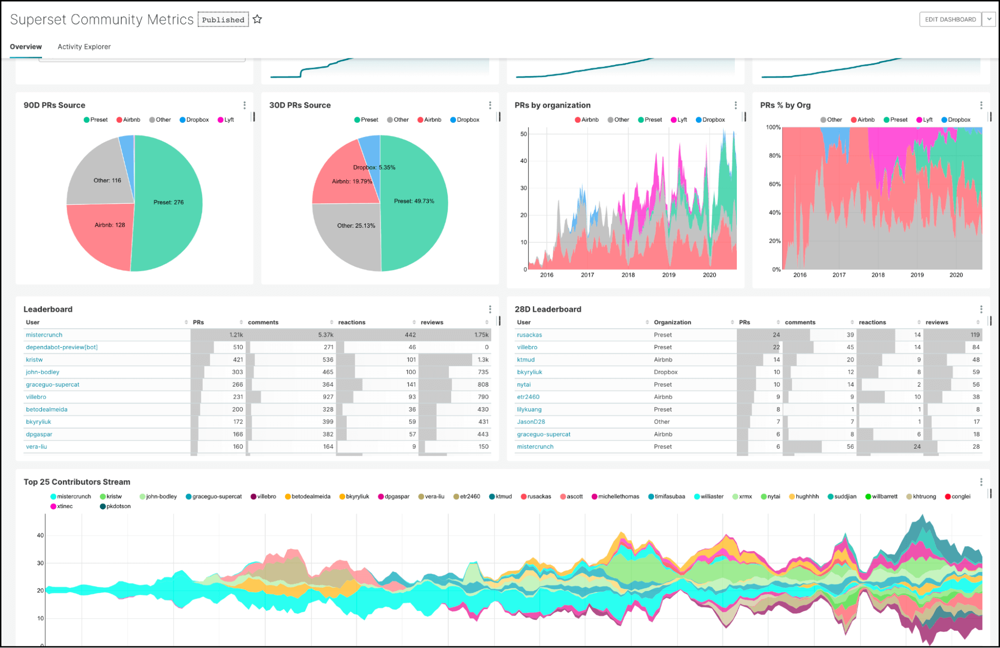 Superset Community Metrics Published EDIT DASHBOARD
Overview Activity Explorer
90D PRs Source
Preset Airbnb Other Dropbox Lyft
Other: 116
Preset: 276
Airbnb: 128
30D PRs Source
Preset Other Airbnb Dropbox
Dropbox: 5.35%
Airbnb: 19.79%
Preset: 49.73%
Other: 25.13%
PRs by organization
Airbnb Other Preset Lyft Dropbox
50
40
30
20
10
0
2016 2017 2018 2019 2020
PRs % by Org
Other Airbnb Preset Lyft Dropbox
100%
80%
60%
40%
20%
0%
2016 2017 2018 2019 2020
Leaderboard
User PRs comments reactions reviews
mistercrunch 1.21k 5.37k 442 1.75k
dependabot-preview[bot] 510 271 46 0
kristw 421 536 101 1.3k
john-bodley 303 465 100 735
graceguo-supercat 266 364 141 808
villebro 231 927 93 790
betodealmeida 200 328 36 430
bkyryliuk 172 399 59 431
dpgaspar 166 382 57 443
vera-liu 160 164 9 150
28D Leaderboard
User Organization PRs comments reactions reviews
rusackas Preset 24 39 14 119
villebro Preset 22 45 14 84
ktmud Airbnb 14 20 9 48
bkyryliuk Dropbox 10 12 8 59
nytai Preset 10 14 2 56
etr2460 Airbnb 9 9 10 38
lilykuang Preset 8 1 1 8
JasonD28 Other 7 7 1 17
graceguo-supercat Airbnb 6 8 6 18
mistercrunch Preset 6 56 24 28
Top 25 Contributors Stream
mistercrunch kristw john-bodley graceguo-supercat villebro betodealmeida bkyryliuk dpgaspar vera-liu etr2460 ktmud rusackas ascott michellethomas timifasubaa williaster xrmx nytai hughhhh suddjian willbarrett khtruong conglei
xtinec pkdotson
40
30
20
10
0